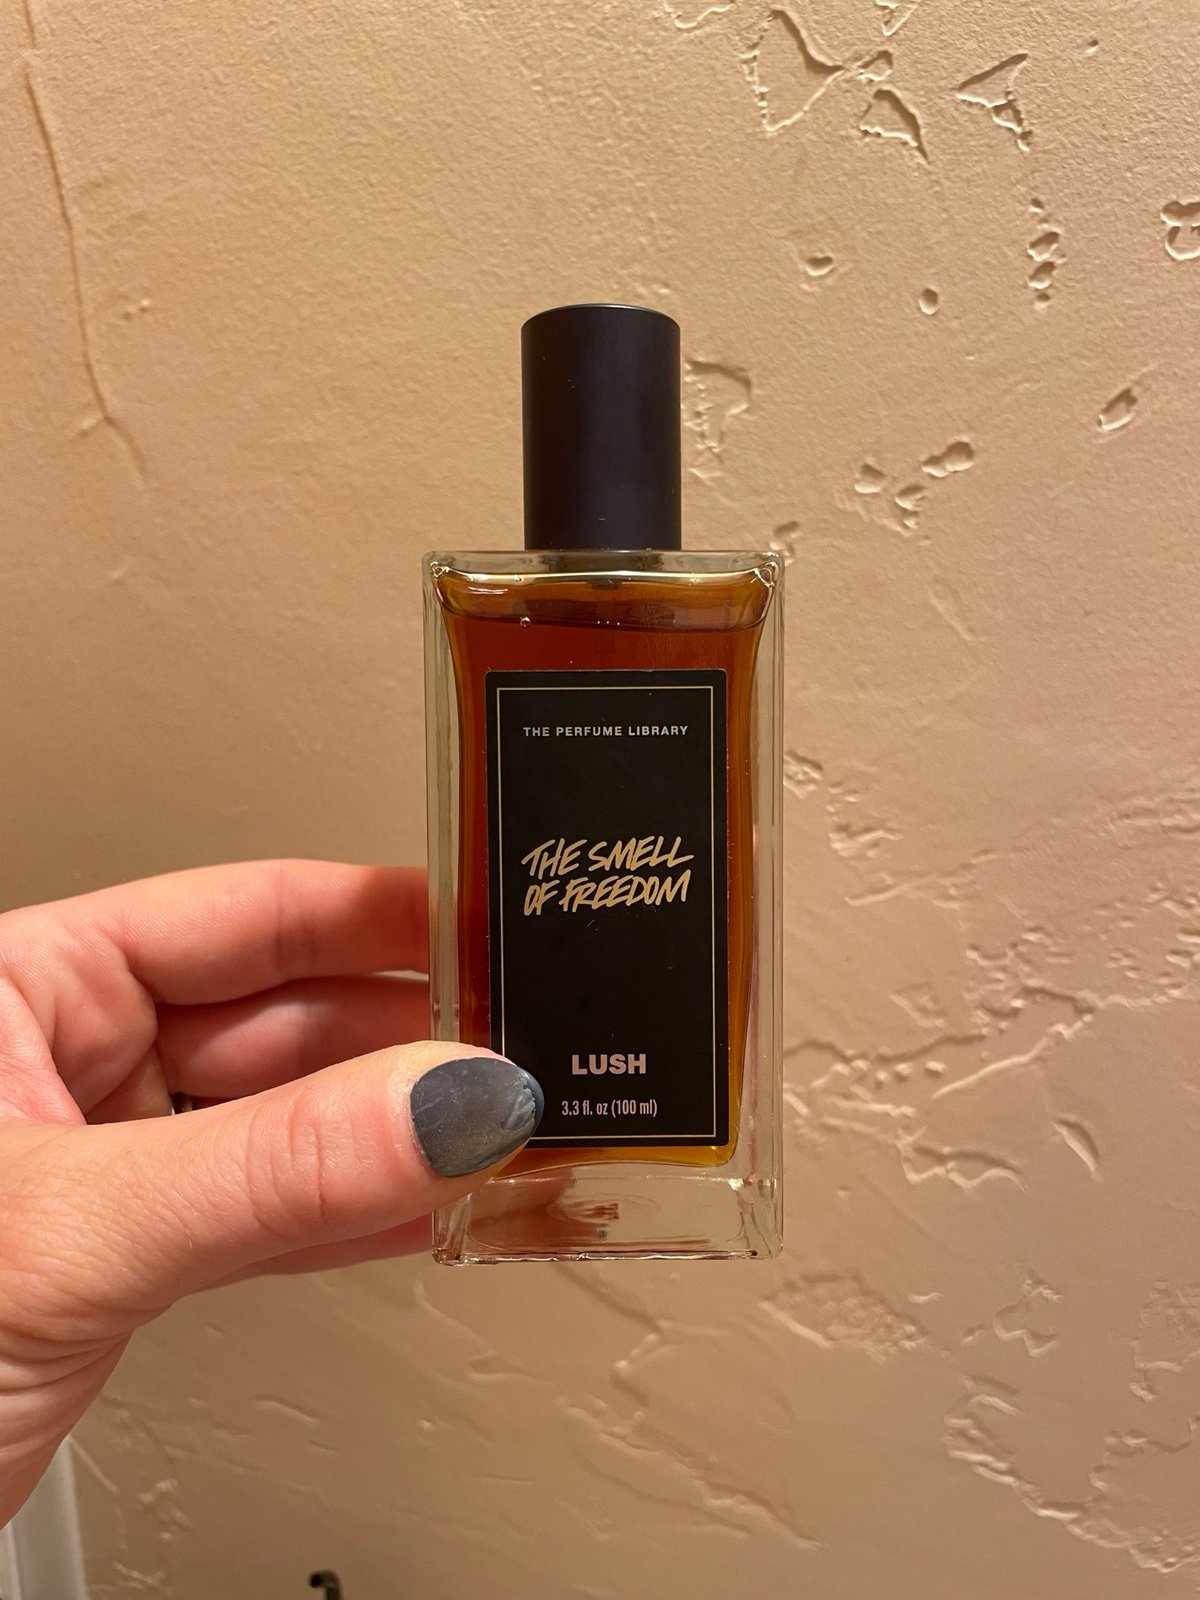 THE PERFUME LIBRARY
THE SMELL
OF FREEDOM
LUSH
3.3 fl. oz (100 ml)